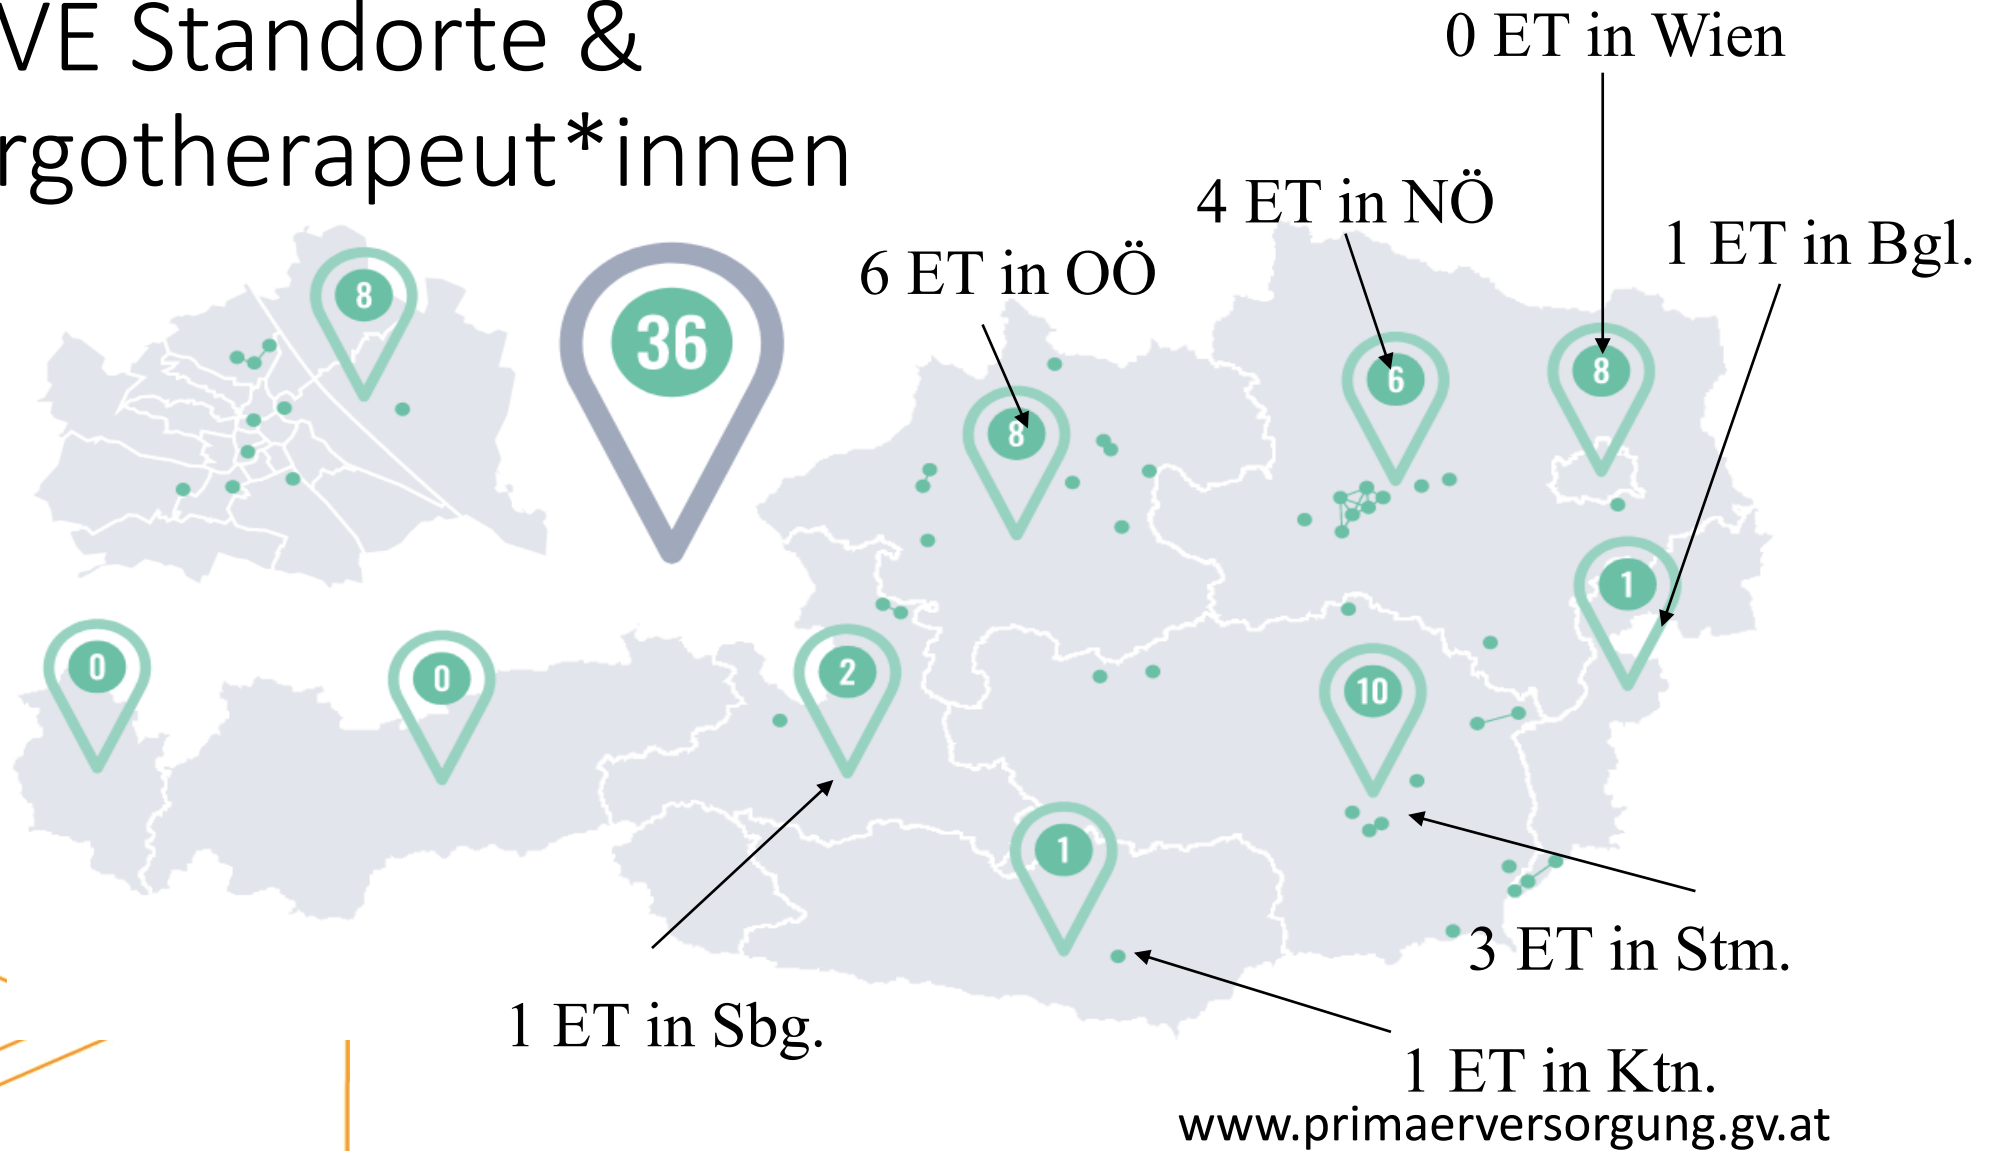 VE Standorte &
rgotherapeut*innen
0 ET in Wien
4 ET in NÖ
1 ET in Bgl.
6 ET in OÖ
8
36
8
6
8
1
0
0
2
10
1
3 ET in Stm.
1 ET in Sbg.
1 ET in Ktn.
www.primaerversorgung.gv.at